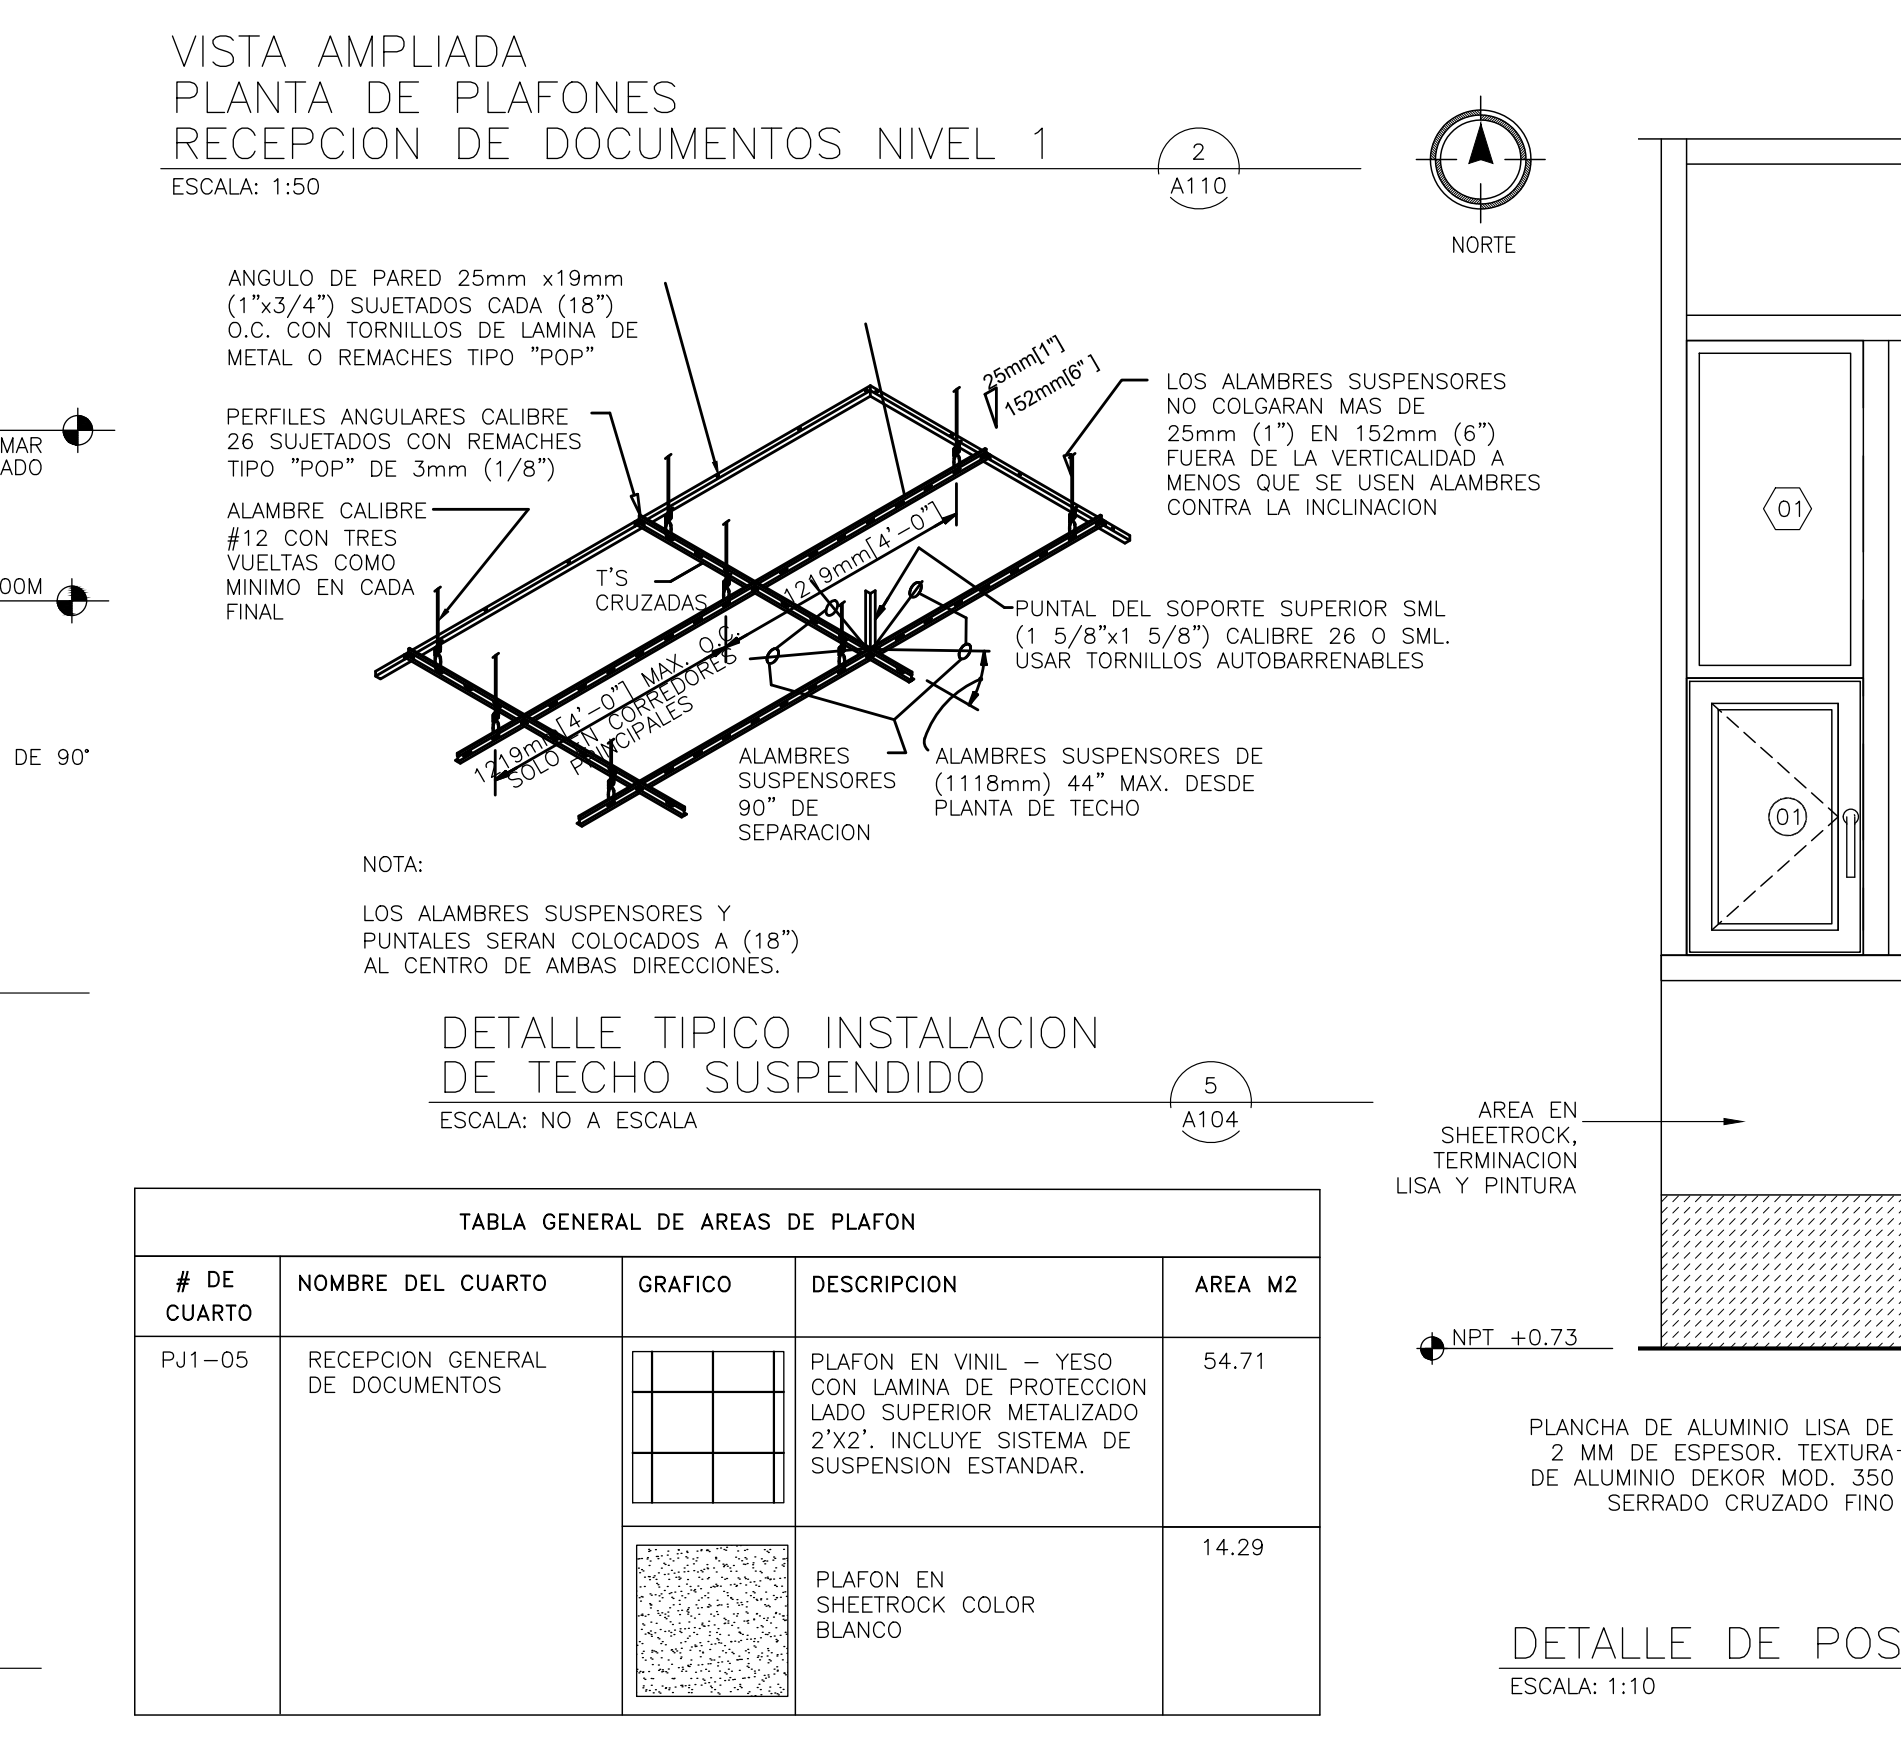 VISTA AMPLIADA
PLANTA DE PLAFONES
RECEPCION DE DOCUMENTOS NIVEL 1
ESCALA: 1:50
2
A110
NORTE
ANGULO DE PARED 25mm x19mm
(1"x3/4") SUJETADOS CADA (18")
O.C. CON TORNILLOS DE LAMINA DE
METAL O REMACHES TIPO "POP"
PERFILES ANGULARES CALIBRE
26 SUJETADOS CON REMACHES
TIPO "POP" DE 3mm (1/8")
ALAMBRE CALIBRE
#12 CON TRES
VUELTAS COMO
MINIMO EN CADA
FINAL
25mm[1"]
152mm[6" ]
LOS ALAMBRES SUSPENSORES
NO COLGARAN MAS DE
25mm (1") EN 152mm (6")
FUERA DE LA VERTICALIDAD A
MENOS QUE SE USEN ALAMBRES
CONTRA LA INCLINACION
T'S
CRUZADAS
1219mm[4'-0"]
1219mm[4'-0"] MAX. O.C.
SOLO EN CORREDORES
PRINCIPALES
PUNTAL DEL SOPORTE SUPERIOR SML
(1 5/8"x1 5/8") CALIBRE 26 O SML.
USAR TORNILLOS AUTOBARRENABLES
ALAMBRES
SUSPENSORES
90" DE
SEPARACION
ALAMBRES SUSPENSORES DE
(1118mm) 44" MAX. DESDE
PLANTA DE TECHO
NOTA:
LOS ALAMBRES SUSPENSORES Y
PUNTALES SERAN COLOCADOS A (18")
AL CENTRO DE AMBAS DIRECCIONES.
DETALLE TIPICO INSTALACION
DE TECHO SUSPENDIDO
ESCALA: NO A ESCALA
5
A104
TABLA GENERAL DE AREAS DE PLAFON
# DE
CUARTO
NOMBRE DEL CUARTO
GRAFICO
DESCRIPCION
AREA M2
PJ1-05
RECEPCION GENERAL
DE DOCUMENTOS
PLAFON EN VINIL - YESO
CON LAMINA DE PROTECCION
LADO SUPERIOR METALIZADO
2'X2'. INCLUYE SISTEMA DE
SUSPENSION ESTANDAR.
54.71
PLAFON EN
SHEETROCK COLOR
BLANCO
14.29
MAR
ADO
00M
DE 90°
01
01
AREA EN
SHEETROCK,
TERMINACION
LISA Y PINTURA
NPT +0.73
PLANCHA DE ALUMINIO LISA DE
2 MM DE ESPESOR. TEXTURA
DE ALUMINIO DEKOR MOD. 350
SERRADO CRUZADO FINO
DETALLE DE POS
ESCALA: 1:10